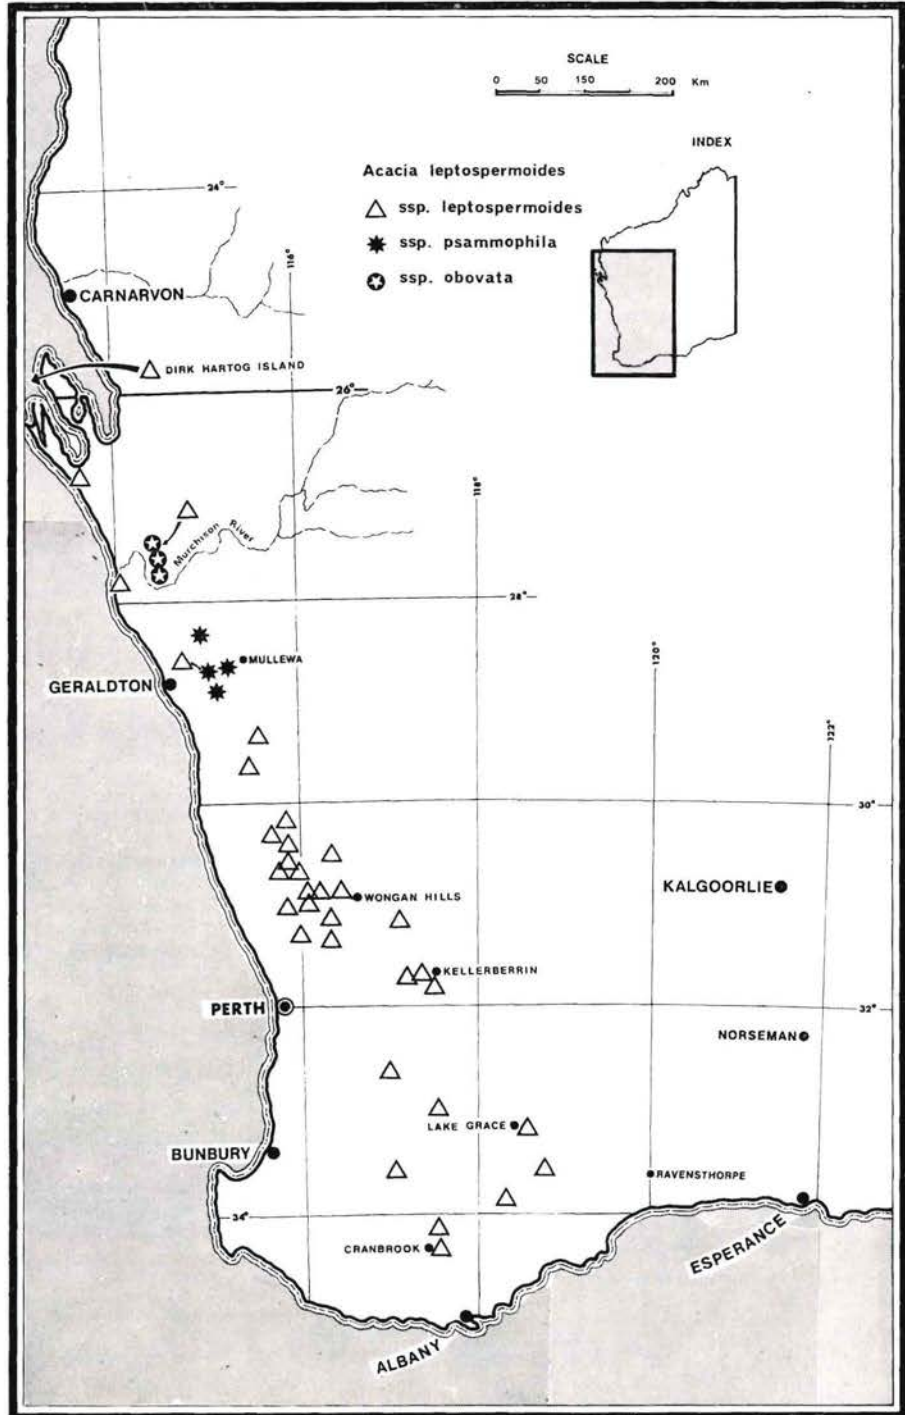 SCALE
0 50 150 200 Km
INDEX
Acacia leptospermoides
ssp. leptospermoides
ssp. psammophila
ssp. obovata
24°
116°
CARNARVON
DIRK HARTOG ISLAND
26°
118°
Murchison River
28°
MULLEWA
120°
GERALDTON
122°
30°
KALGOORLIE
WONGAN HILLS
KELLERBERRIN
PERTH
32°
NORSEMAN
LAKE GRACE
BUNBURY
RAVENSTHORPE
34°
CRANBROOK
ESPERANCE
ALBANY